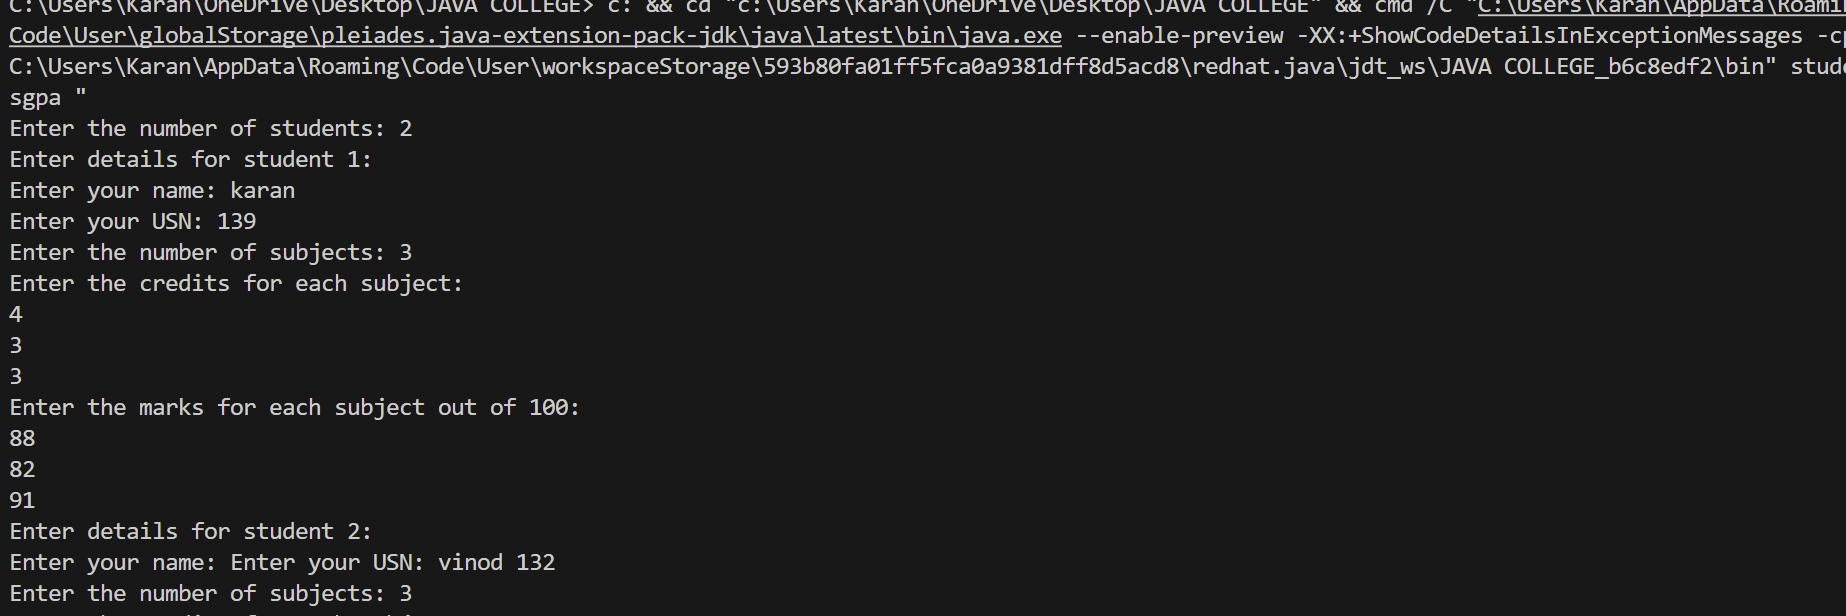 C:\Users\Karan\OneDrive\Desktop\JAVA COLLEGE> c: && cd "c:\Users\Karan\OneDrive\Desktop\JAVA COLLEGE" && cmd /C "C:\Users\Karan\AppData\Roaming
Code\User\globalStorage\pleiades.java-extension-pack-jdk\java\latest\bin\java.exe --enable-preview -XX:+ShowCodeDetailsInExceptionMessages -cp
C:\Users\Karan\AppData\Roaming\Code\User\workspaceStorage\593b80fa01ff5fca0a9381dff8d5acd8\redhat.java\jdt_ws\JAVA COLLEGE_b6c8edf2\bin" stude
sgpa "
Enter the number of students: 2
Enter details for student 1:
Enter your name: karan
Enter your USN: 139
Enter the number of subjects: 3
Enter the credits for each subject:
4
3
3
Enter the marks for each subject out of 100:
88
82
91
Enter details for student 2:
Enter your name: Enter your USN: vinod 132
Enter the number of subjects: 3